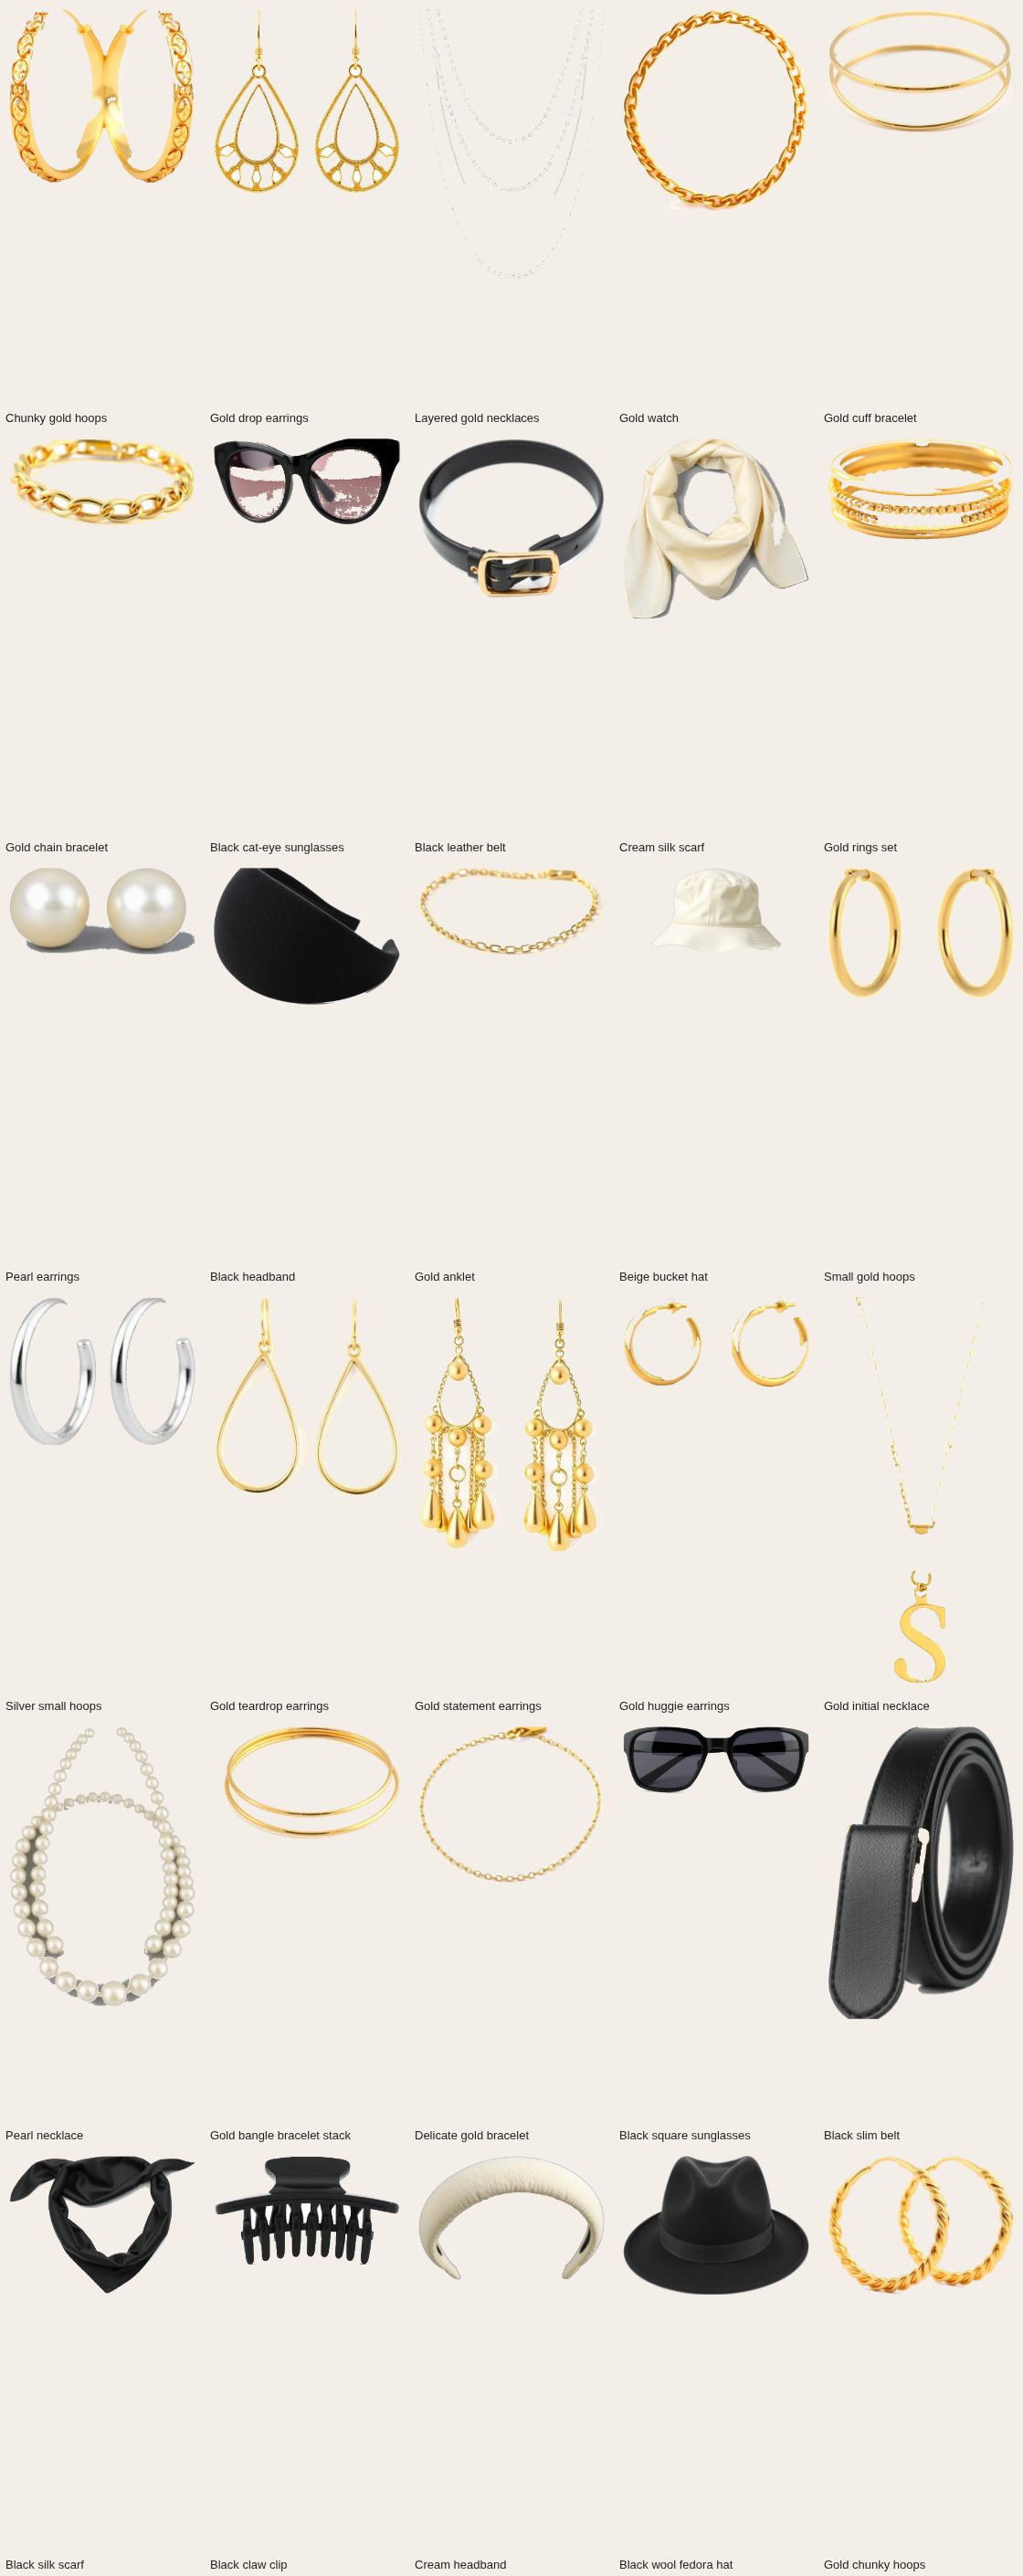 Chunky gold hoops
Gold drop earrings
Layered gold necklaces
Gold watch
Gold cuff bracelet
Gold chain bracelet
Black cat-eye sunglasses
Black leather belt
Cream silk scarf
Gold rings set
Pearl earrings
Black headband
Gold anklet
Beige bucket hat
Small gold hoops
S
Silver small hoops
Gold teardrop earrings
Gold statement earrings
Gold huggie earrings
Gold initial necklace
Pearl necklace
Gold bangle bracelet stack
Delicate gold bracelet
Black square sunglasses
Black slim belt
Black silk scarf
Black claw clip
Cream headband
Black wool fedora hat
Gold chunky hoops